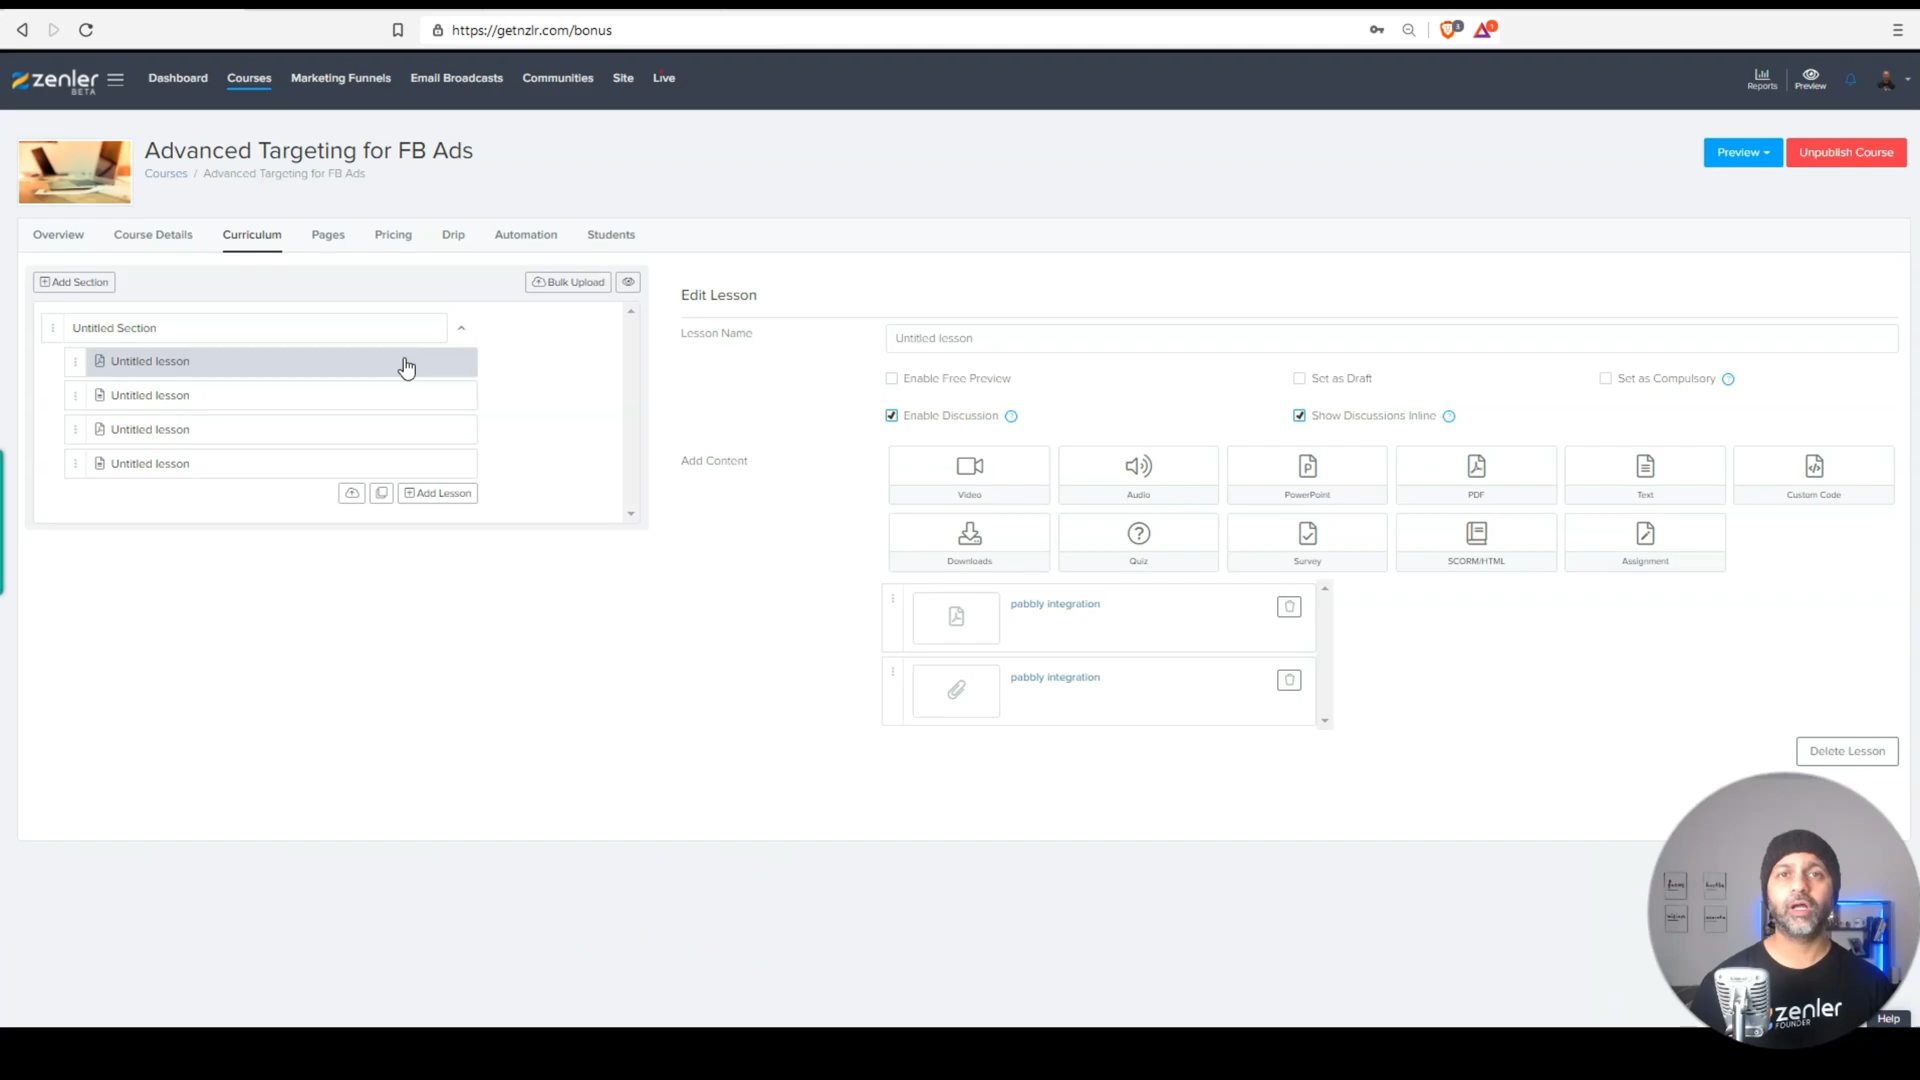 https://getnzlr.com/bonus
3
1
zenler
BETA
Dashboard
Courses
Marketing Funnels
Email Broadcasts
Communities
Site
Live
Reports
Preview
Advanced Targeting for FB Ads
Courses / Advanced Targeting for FB Ads
Preview
Unpublish Course
Overview
Course Details
Curriculum
Pages
Pricing
Drip
Automation
Students
Add Section
Bulk Upload
Untitled Section
Untitled lesson
Untitled lesson
Untitled lesson
Untitled lesson
Add Lesson
Edit Lesson
Lesson Name
Untitled lesson
Enable Free Preview
Set as Draft
Set as Compulsory ?
Enable Discussion ?
Show Discussions Inline ?
Add Content
Video
Audio
PowerPoint
PDF
Text
Custom Code
Downloads
Quiz
Survey
SCORM/HTML
Assignment
pabbly integration
pabbly integration
Delete Lesson
zenler
FOUNDER
Help